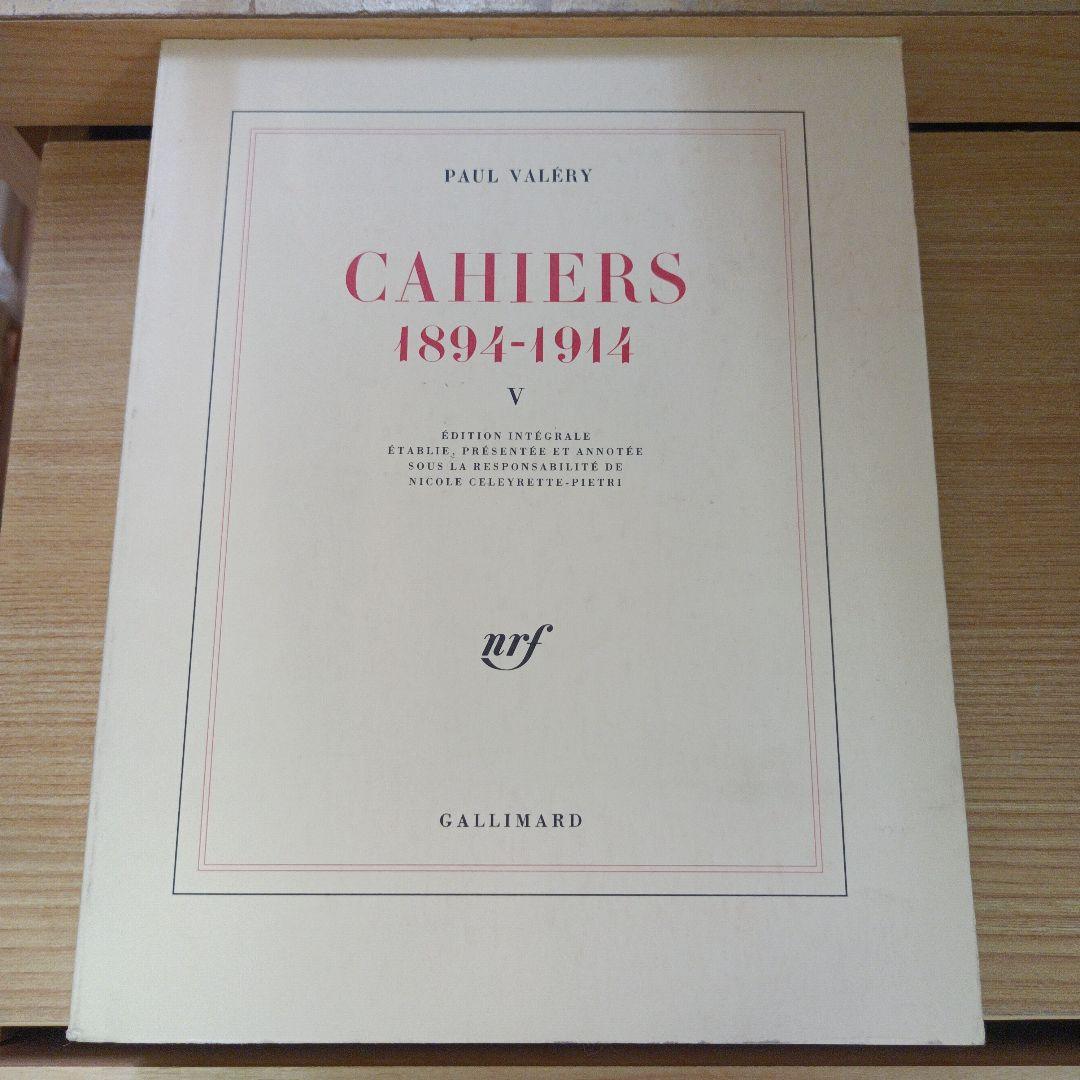 PAUL VALÉRY
CAHIERS
1894-1914
V
ÉDITION INTÉGRALE
ÉTABLIE, PRÉSENTÉE ET ANNOTÉE
SOUS LA RESPONSABILITÉ DE
NICOLE CELEYRETTE-PIETRI
nrf
GALLIMARD